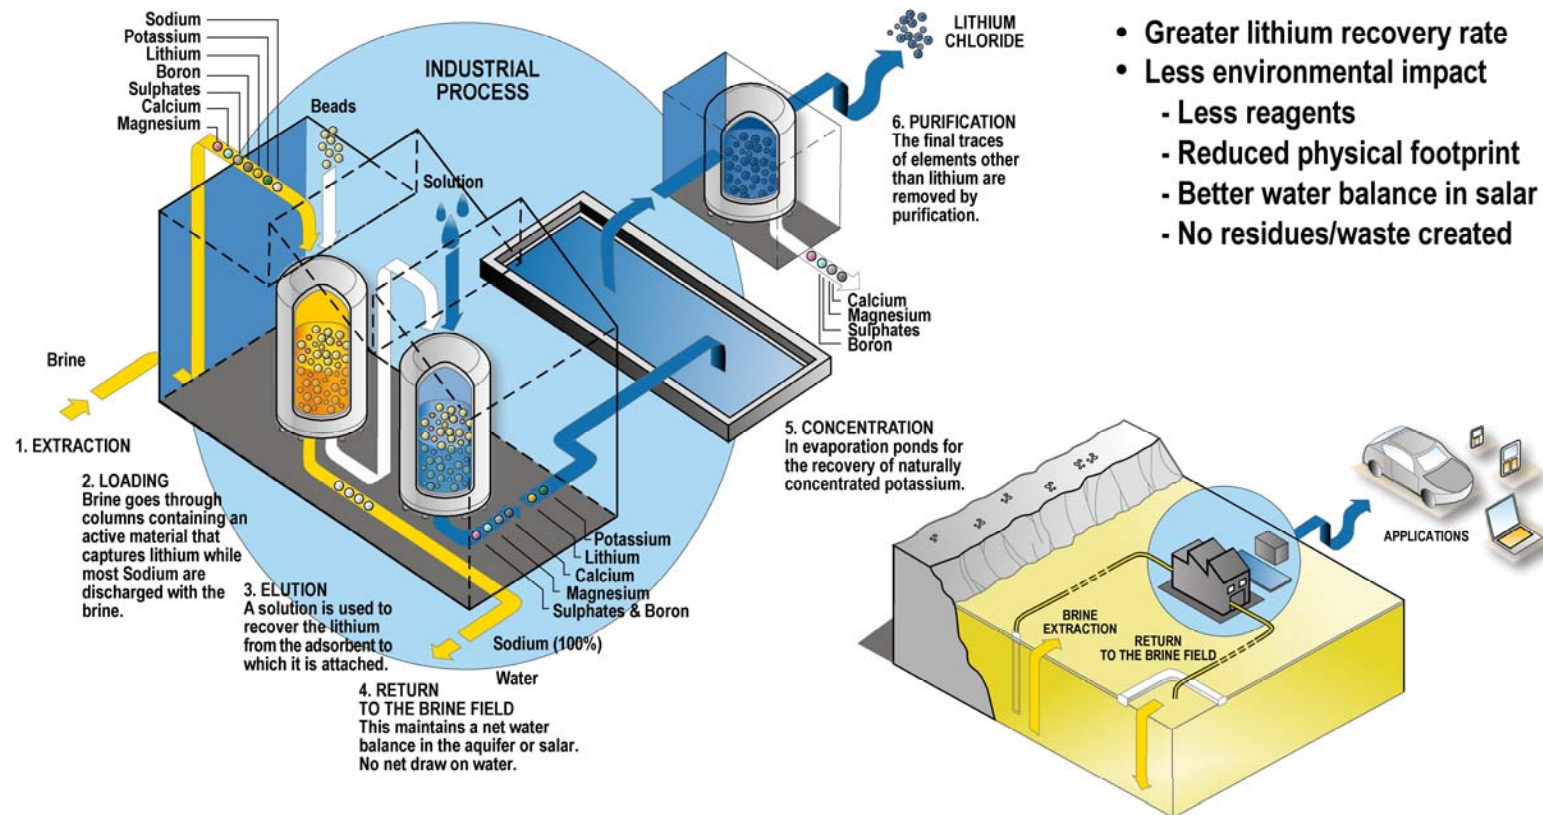 Sodium
Potassium
Lithium
Boron
Sulphates
Calcium
Magnesium
Beads
INDUSTRIAL
PROCESS
Solution
LITHIUM
CHLORIDE
• Greater lithium recovery rate
• Less environmental impact
- Less reagents
- Reduced physical footprint
- Better water balance in salar
- No residues/waste created
6. PURIFICATION
The final traces
of elements other
than lithium are
removed by
purification.
Calcium
Magnesium
Sulphates
Boron
Brine
1. EXTRACTION
2. LOADING
Brine goes through
columns containing an
active material that
captures lithium while
most Sodium are
discharged with the
brine.
3. ELUTION
A solution is used to
recover the lithium
from the adsorbent to
which it is attached.
Potassium
Lithium
Calcium
Magnesium
Sulphates & Boron
Sodium (100%)
Water
4. RETURN
TO THE BRINE FIELD
This maintains a net water
balance in the aquifer or salar.
No net draw on water.
5. CONCENTRATION
In evaporation ponds for
the recovery of naturally
concentrated potassium.
BRINE
EXTRACTION
RETURN
TO THE BRINE FIELD
APPLICATIONS